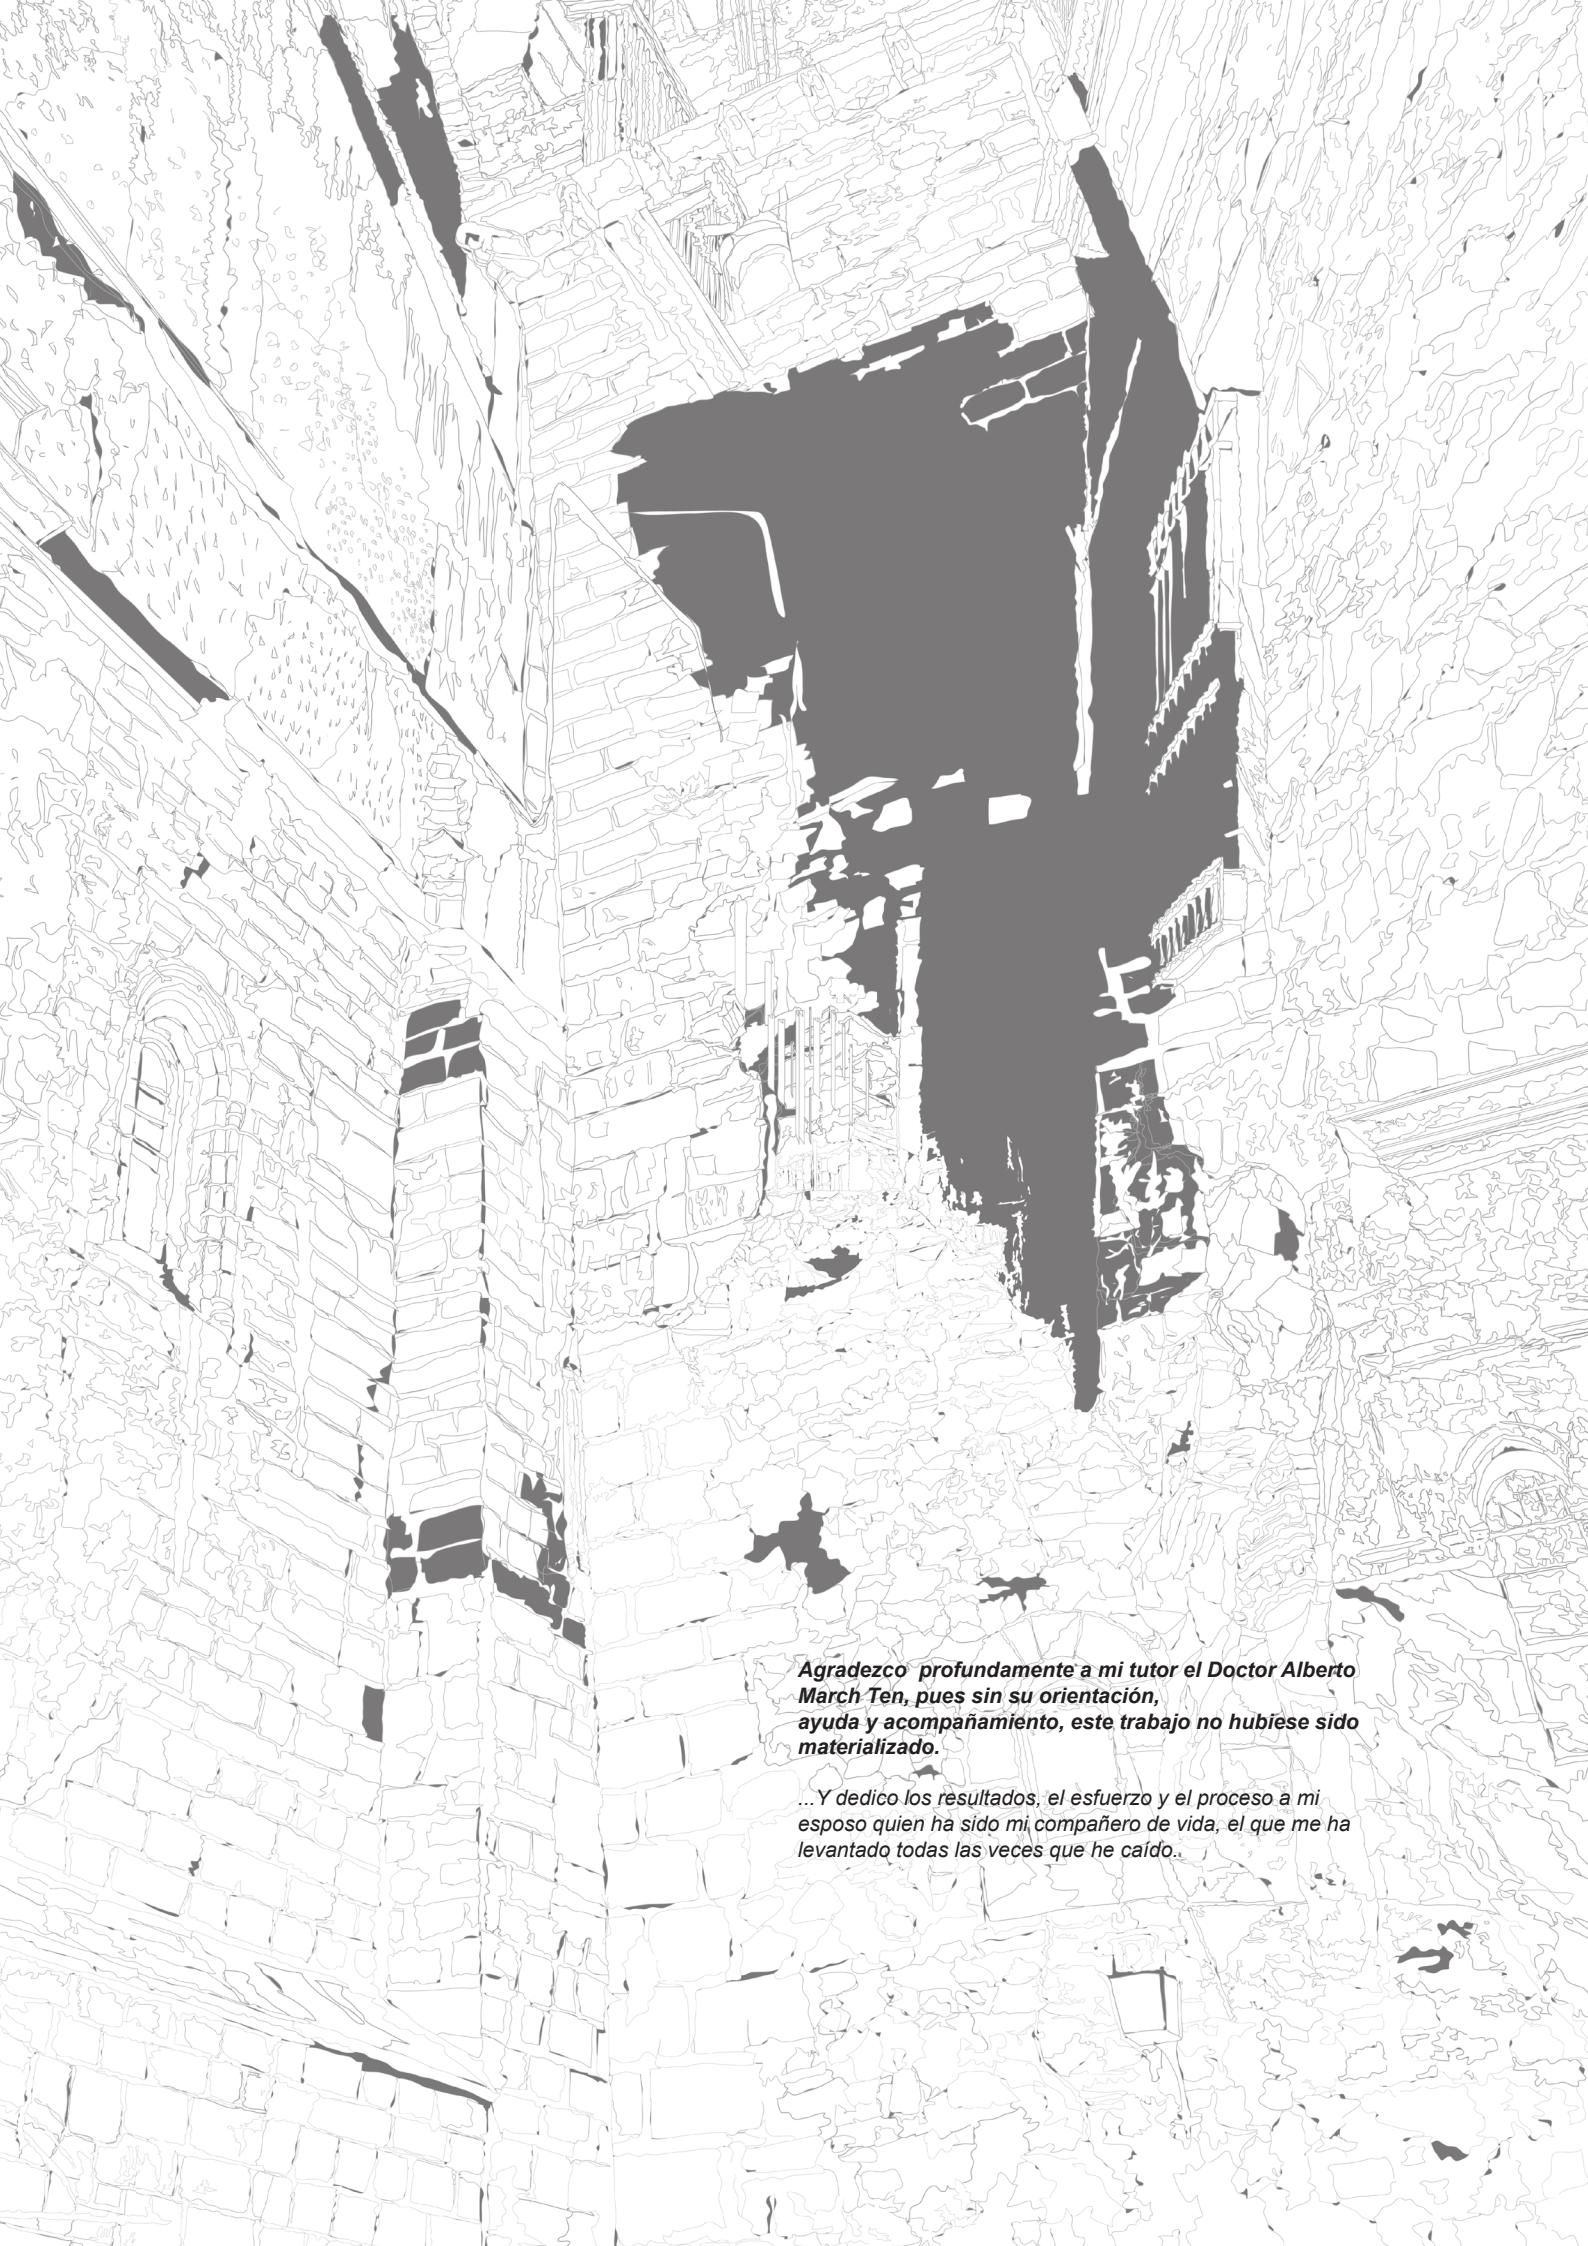 Agradezco  profundamente a mi tutor el Doctor Alberto
March Ten, pues sin su orientación,
ayuda y acompañamiento, este trabajo no hubiese sido
materializado.
...Y dedico los resultados, el esfuerzo y el proceso a mi
esposo quien ha sido mi compañero de vida, el que me ha
levantado todas las veces que he caído..